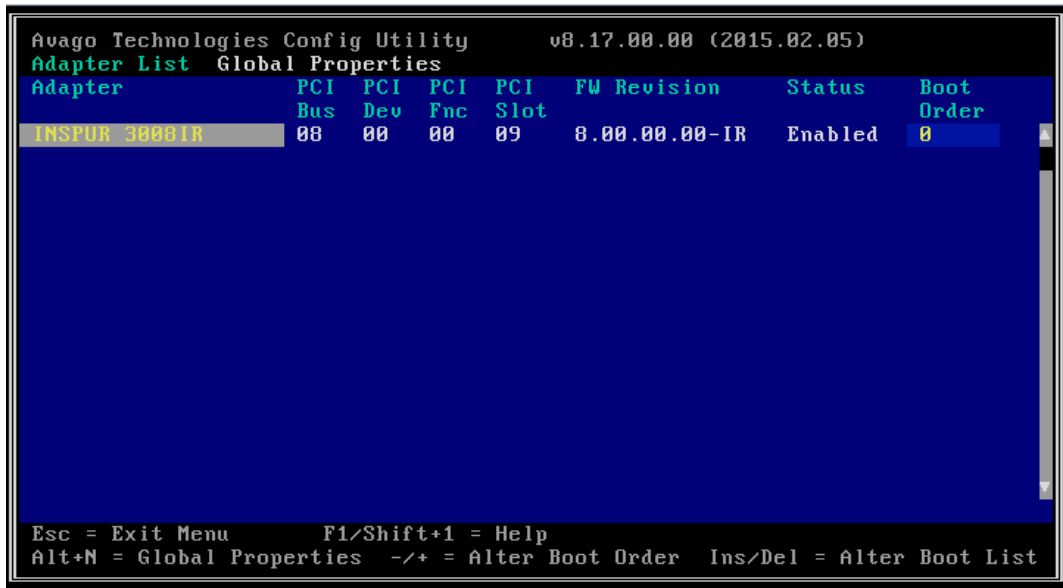 Avago Technologies Config Utility v8.17.00.00 (2015.02.05)
Adapter List Global Properties
Adapter PCI PCI PCI PCI FW Revision Status Boot
Bus Dev Fnc Slot Order
INSPUR 3008IR 08 00 00 09 8.00.00.00-IR Enabled 0
Esc = Exit Menu F1/Shift+1 = Help
Alt+N = Global Properties -/+ = Alter Boot Order Ins/Del = Alter Boot List